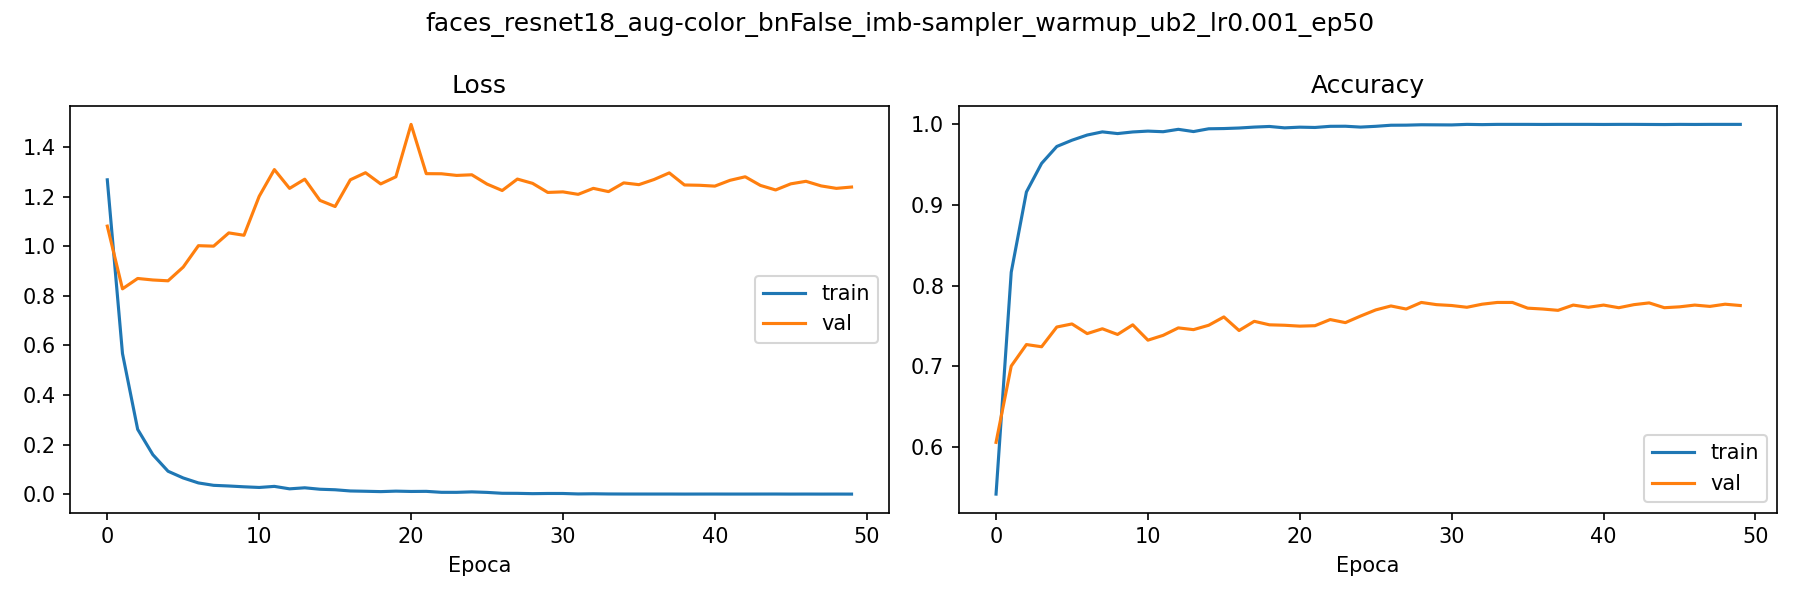 faces_resnet18_aug-color_bnFalse_imb-sampler_warmup_ub2_lr0.001_ep50
Loss
1.4
1.2
1.0
0.8
0.6
0.4
0.2
0.0
train
val
0 10 20 30 40 50
Epoca
Accuracy
1.0
0.9
0.8
0.7
0.6
train
val
0 10 20 30 40 50
Epoca